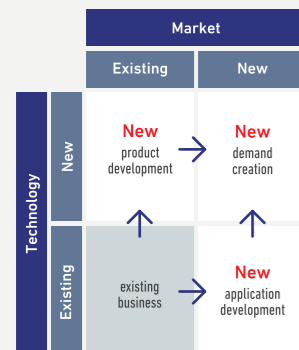 Market
Existing
New
Technology
New
New
product
development
New
demand
creation
Existing
existing
business
New
application
development